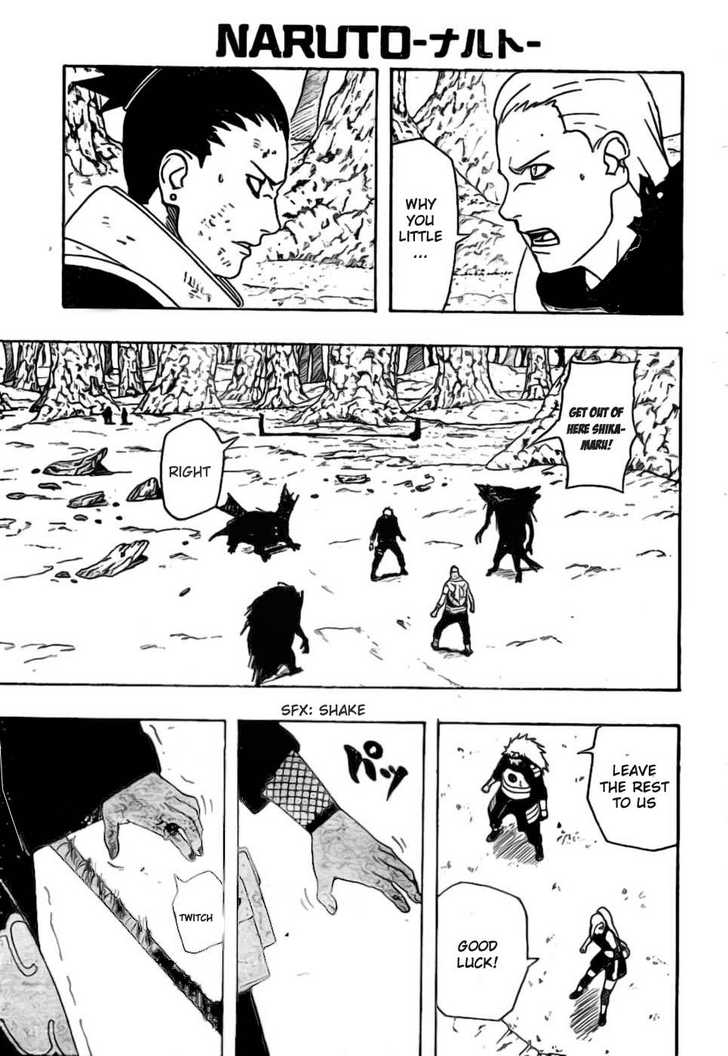 NARUTO-ナルト-
WHY
YOU
LITTLE
...
GET OUT OF
HERE SHIKA-
MARU!
RIGHT
SFX: SHAKE
LEAVE
THE REST
TO US
GOOD
LUCK!
パッ
TWITCH